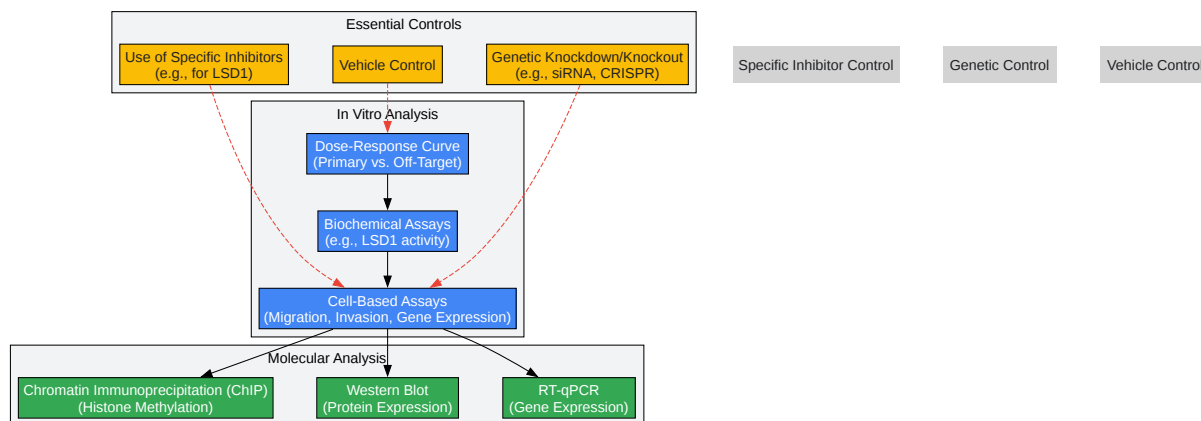 Essential Controls
Use of Specific Inhibitors
(e.g., for LSD1)
Vehicle Control
Genetic Knockdown/Knockout
(e.g., siRNA, CRISPR)
Specific Inhibitor Control
Genetic Control
Vehicle Control
In Vitro Analysis
Dose-Response Curve
(Primary vs. Off-Target)
Biochemical Assays
(e.g., LSD1 activity)
Cell-Based Assays
(Migration, Invasion, Gene Expression)
Molecular Analysis
Chromatin Immunoprecipitation (ChIP)
(Histone Methylation)
Western Blot
(Protein Expression)
RT-qPCR
(Gene Expression)